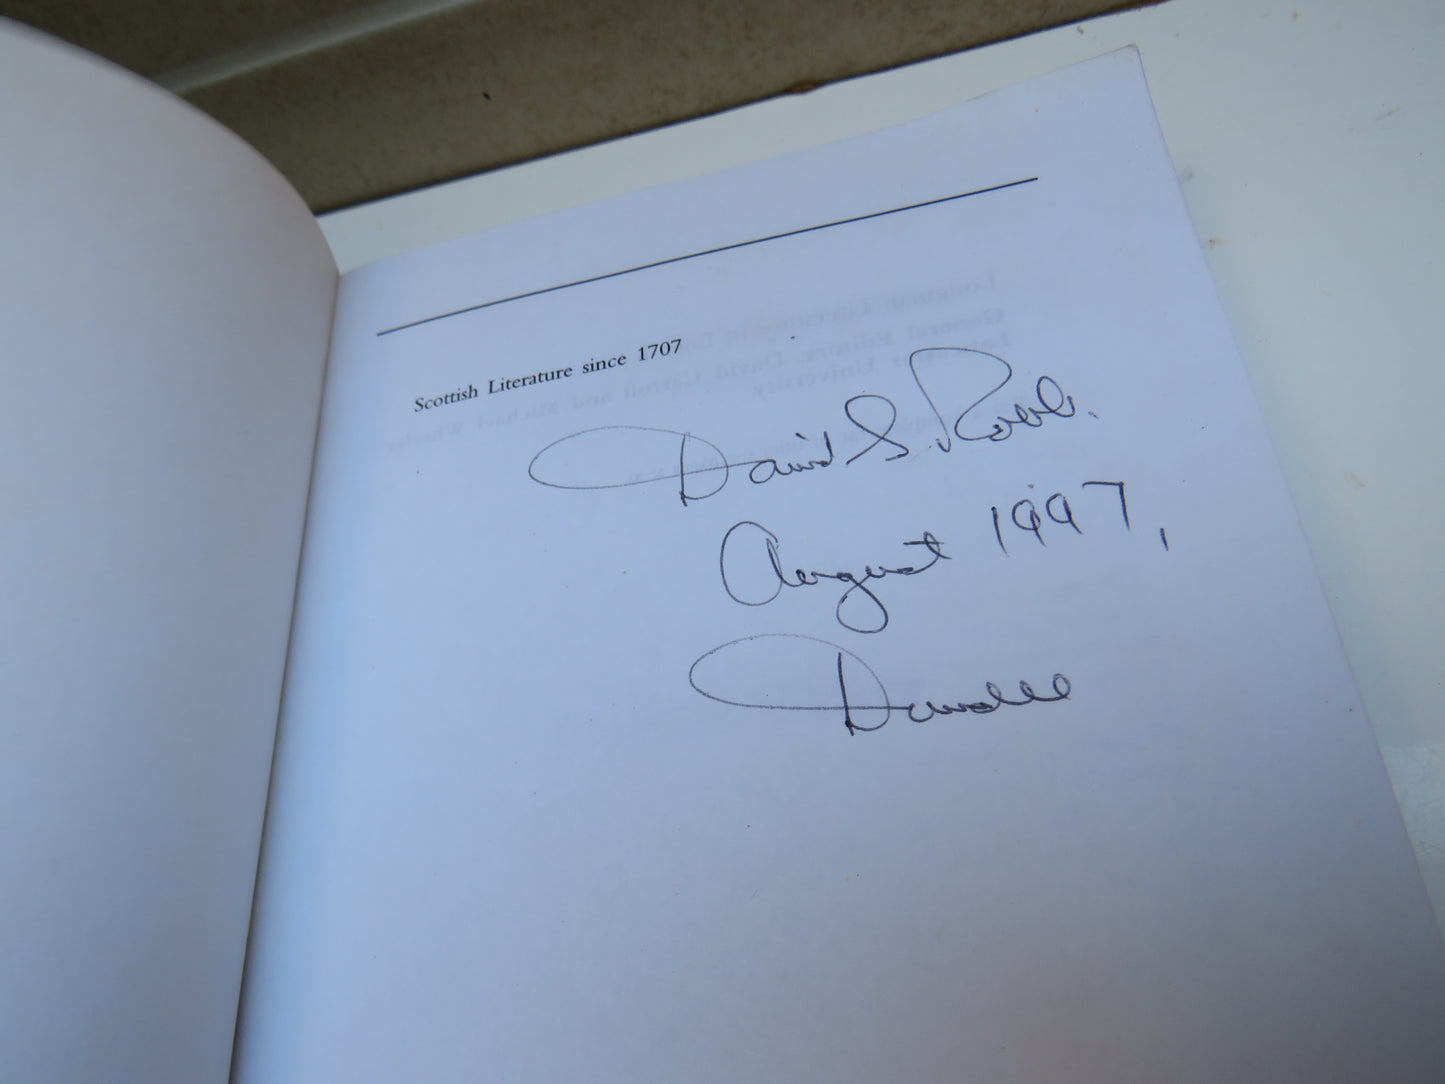 Scottish Literature since 1707
David S. Robb.
August 1997,
Dundee